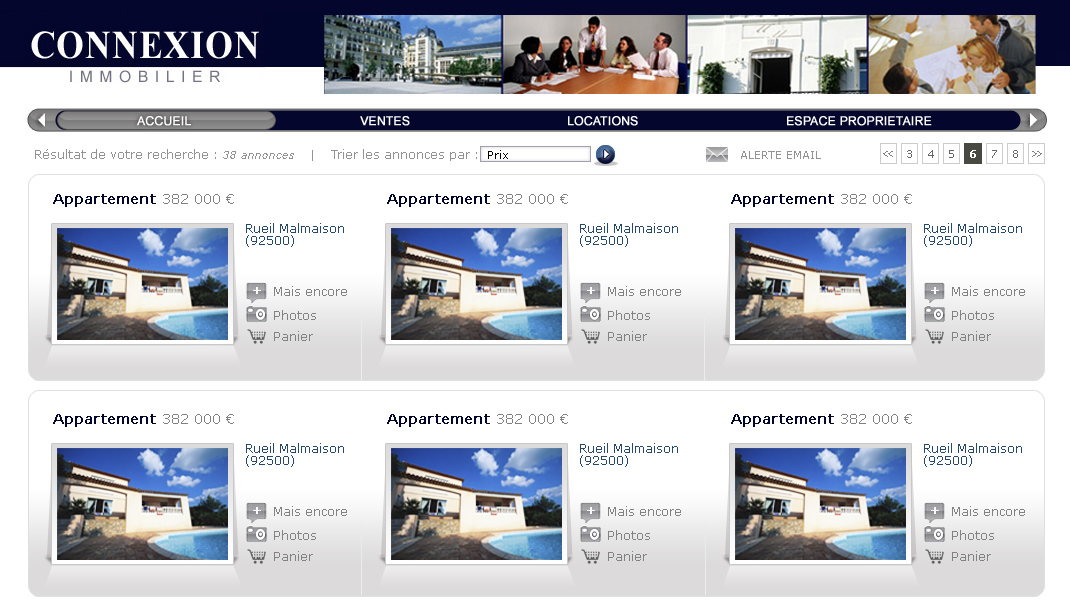 CONNEXION
IMMOBILIER
ACCUEIL VENTES LOCATIONS ESPACE PROPRIETAIRE
Résultat de votre recherche : 38 annonces | Trier les annonces par : Prix ALERTE EMAIL << 3 4 5 6 7 8 >>
Appartement 382 000 € Appartement 382 000 € Appartement 382 000 €
Rueil Malmaison Rueil Malmaison Rueil Malmaison
(92500) (92500) (92500)
Mais encore Mais encore Mais encore
Photos Photos Photos
Panier Panier Panier
Appartement 382 000 € Appartement 382 000 € Appartement 382 000 €
Rueil Malmaison Rueil Malmaison Rueil Malmaison
(92500) (92500) (92500)
Mais encore Mais encore Mais encore
Photos Photos Photos
Panier Panier Panier